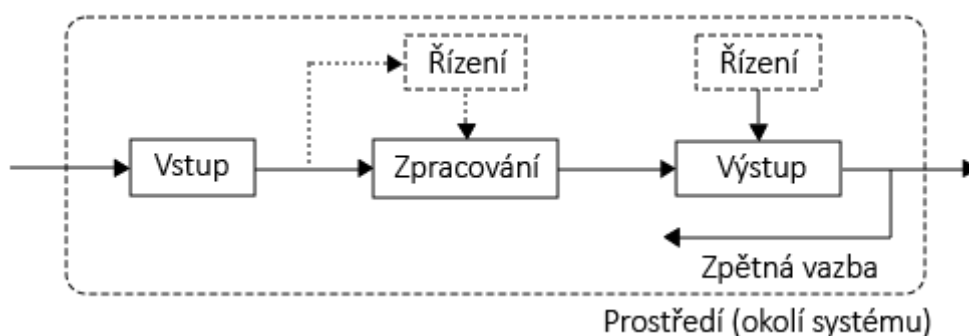 Řízení
Řízení
Vstup
Zpracování
Výstup
Zpětná vazba
Prostředí (okolí systému)